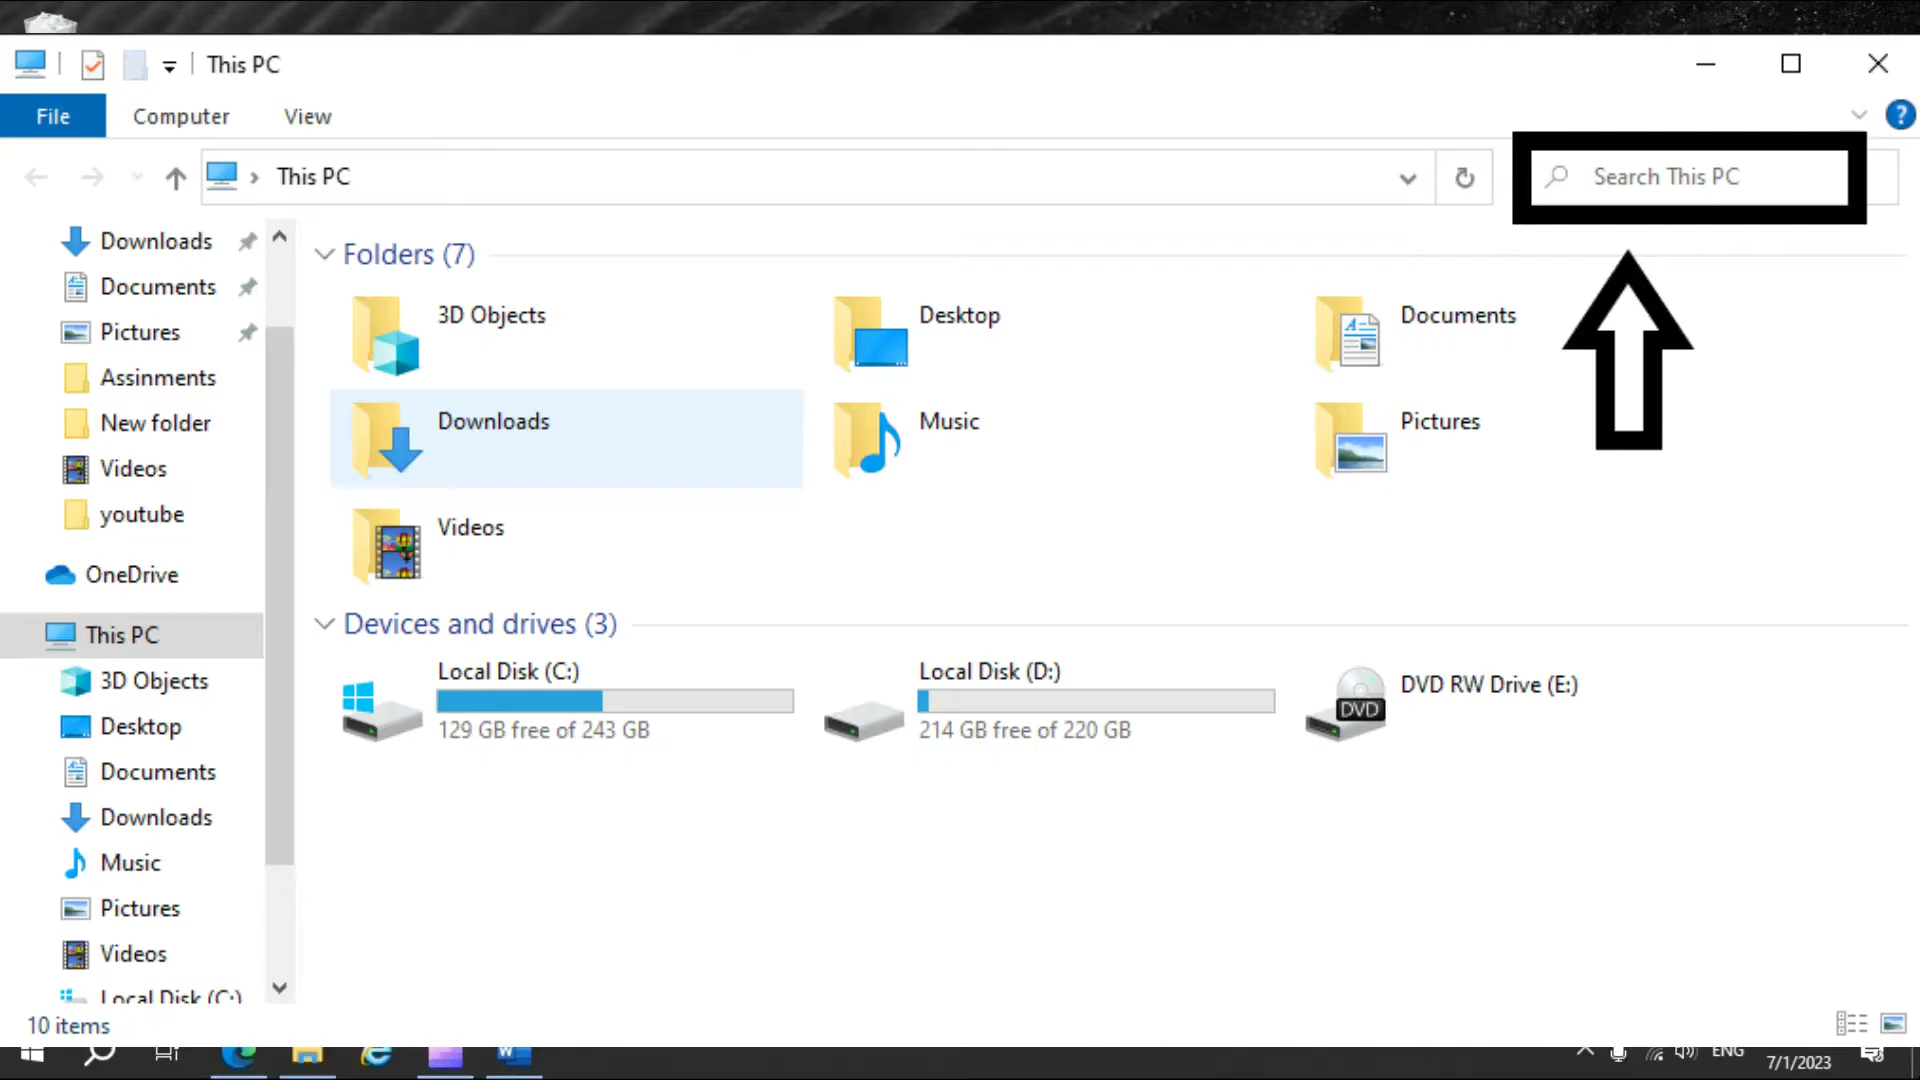 This PC
File
Computer
View
?
This PC
Search This PC
Downloads
Documents
Pictures
Assinments
New folder
Videos
youtube
OneDrive
This PC
3D Objects
Desktop
Documents
Downloads
Music
Pictures
Videos
Local Disk (C:)
Folders (7)
3D Objects
Desktop
Documents
Downloads
Music
Pictures
Videos
Devices and drives (3)
Local Disk (C:)
129 GB free of 243 GB
Local Disk (D:)
214 GB free of 220 GB
DVD
DVD RW Drive (E:)
10 items
W
ENG
7/1/2023